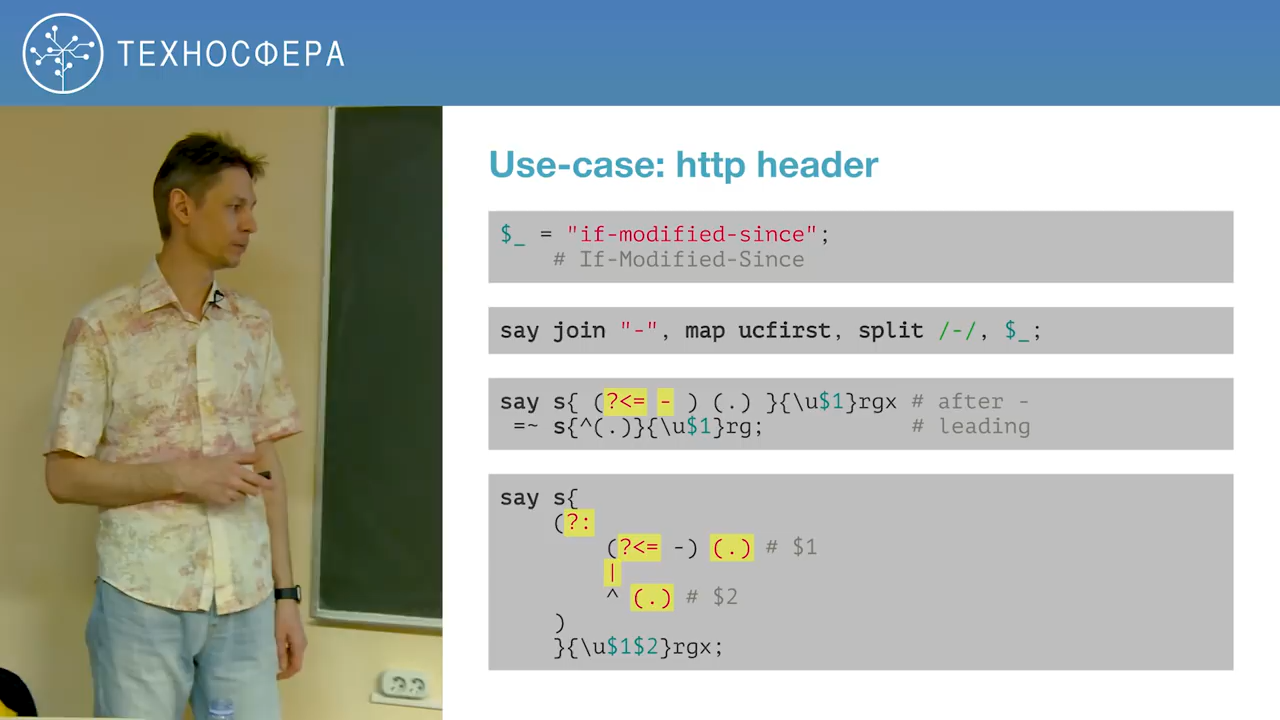 ТЕХНОСФЕРА
Use-case: http header
$_ = "if-modified-since";
    # If-Modified-Since
say join "-", map ucfirst, split /-/, $_;
say s{ (?<= - ) (.) }{\u$1}rgx # after -
 =~ s{^(.)}{\u$1}rg;           # leading
say s{
    (?:
        (?<= -) (.) # $1
        |
        ^ (.) # $2
    )
    }{\u$1$2}rgx;